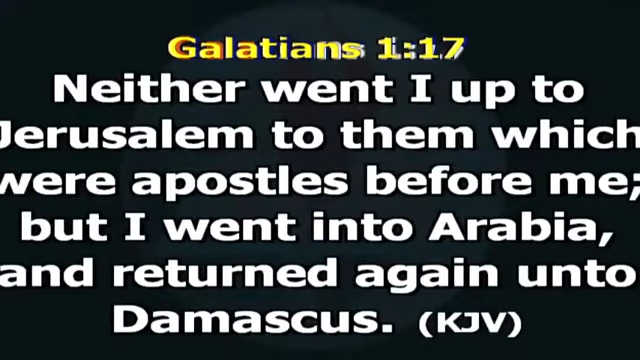 Galatians 1:17
Neither went I up to
Jerusalem to them which
were apostles before me;
but I went into Arabia,
and returned again unto
Damascus. (KJV)